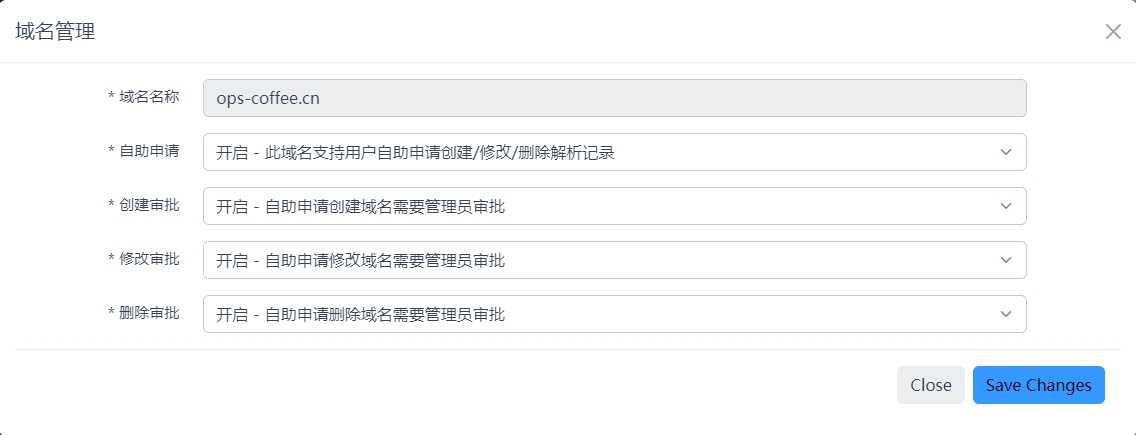 域名管理
* 域名名称
ops-coffee.cn
* 自助申请
开启 - 此域名支持用户自助申请创建/修改/删除解析记录
* 创建审批
开启 - 自助申请创建域名需要管理员审批
* 修改审批
开启 - 自助申请修改域名需要管理员审批
* 删除审批
开启 - 自助申请删除域名需要管理员审批
Close
Save Changes